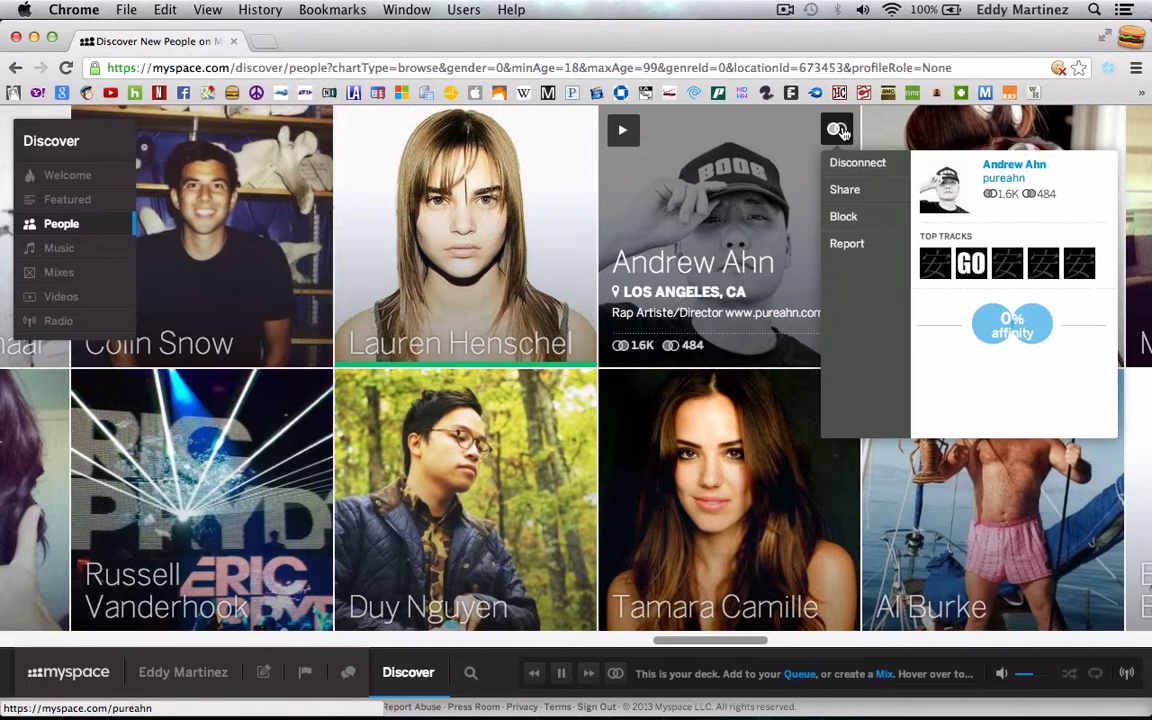 Chrome File Edit View History Bookmarks Window Users Help 100% Eddy Martinez
Discover New People on M
https://myspace.com/discover/people?chartType=browse&gender=0&minAge=18&maxAge=99&genreId=0&locationId=673453&profileRole=None
Discover
Welcome
Featured
People
Music
Mixes
Videos
Radio
Colin Snow
Lauren Henschel
BOOB
Andrew Ahn
LOS ANGELES, CA
Rap Artiste/Director www.pureahn.com
1.6K 484
Disconnect
Share
Block
Report
Andrew Ahn
pureahn
1.6K 484
TOP TRACKS
GO
0%
affinity
ERIC
PRYD
ERIC
Russell
Vanderhook
Duy Nguyen
Tamara Camille
Al Burke
myspace Eddy Martinez Discover This is your deck. Add to your Queue, or create a Mix. Hover over to...
https://myspace.com/pureahn
Report Abuse · Press Room · Privacy · Terms · Sign Out · © 2013 Myspace LLC. All rights reserved.